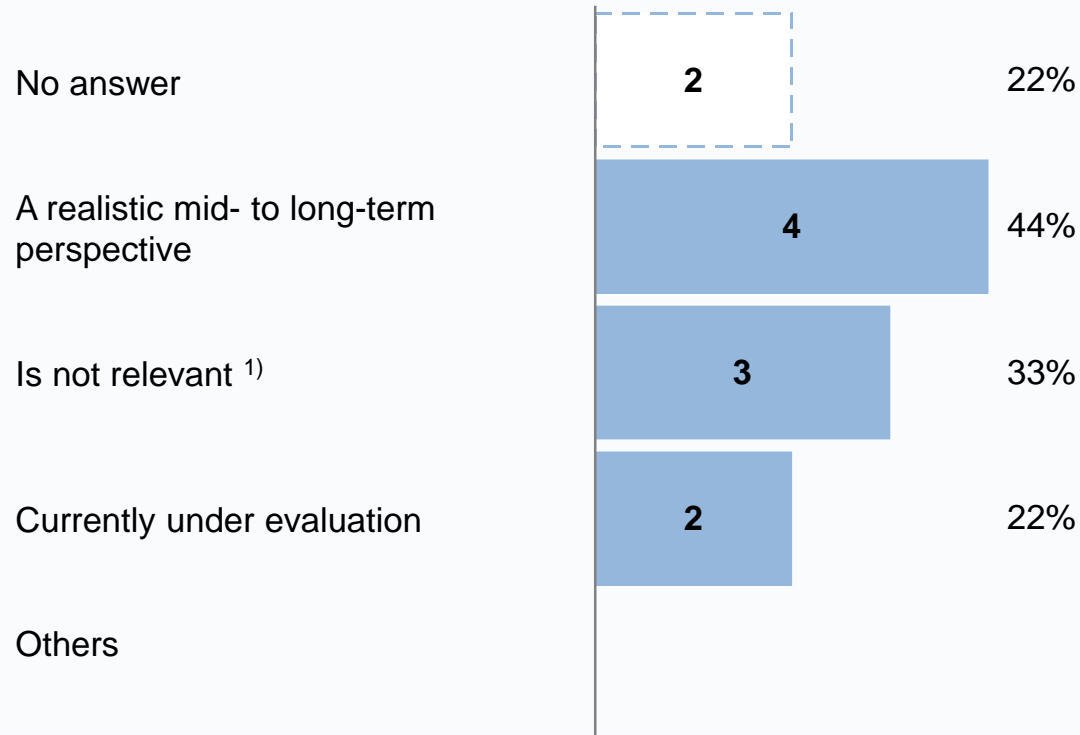 No answer 2 22%
A realistic mid- to long-term
perspective 4 44%
Is not relevant 1) 3 33%
Currently under evaluation 2 22%
Others